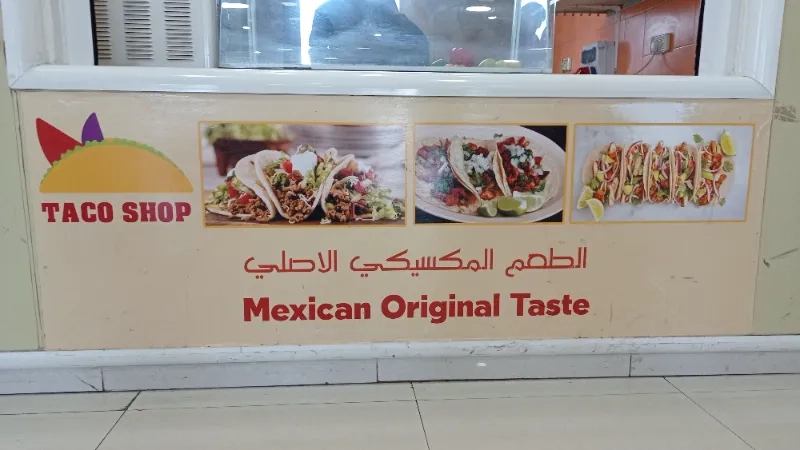 TACO SHOP
الطعم المكسيكي الاصلي
Mexican Original Taste